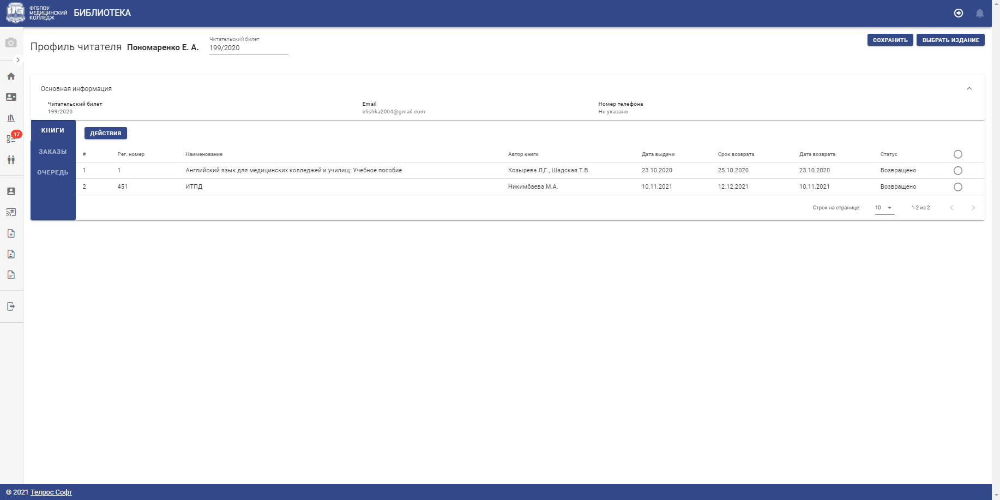 ФГБПОУ
МЕДИЦИНСКИЙ
КОЛЛЕДЖ
БИБЛИОТЕКА
Профиль читателя Пономаренко Е. А.
Читательский билет
199/2020
СОХРАНИТЬ
ВЫБРАТЬ ИЗДАНИЕ
17
Основная информация
Читательский билет Email Номер телефона
199/2020 elishka2004@gmail.com Не указано
КНИГИ
ЗАКАЗЫ
ОЧЕРЕДЬ
ДЕЙСТВИЯ
# Рег. номер Наименование Автор книги Дата выдачи Срок возврата Дата возврата Статус
1 1 Английский язык для медицинских колледжей и училищ: Учебное пособие Козырева Л,Г., Шадская Т.В. 23.10.2020 25.10.2020 23.10.2020 Возвращено
2 451 ИТПД Никимбаева М.А. 10.11.2021 12.12.2021 10.11.2021 Возвращено
Строк на странице: 10 1-2 из 2
© 2021 Телрос Софт